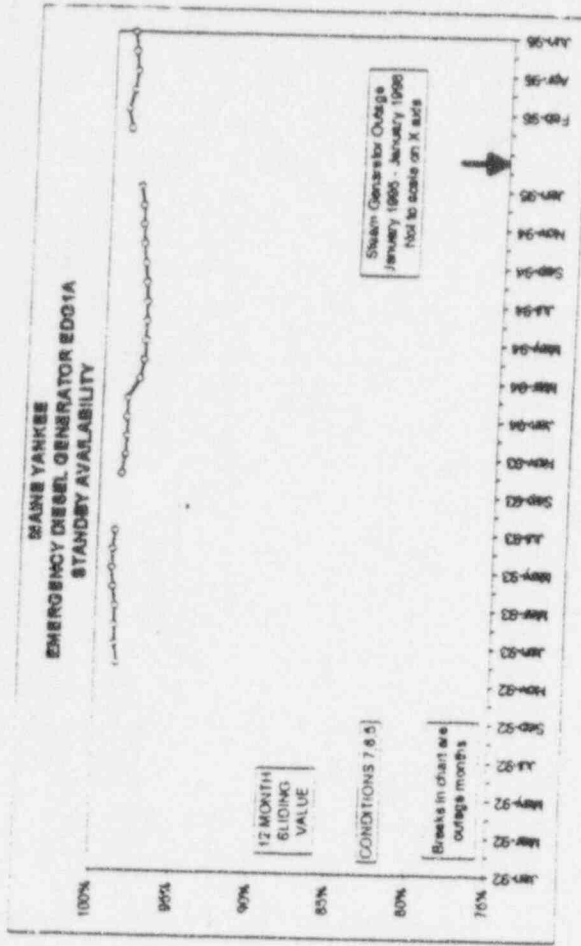 MAINE YANKEE
EMERGENCY DIESEL GENERATOR EDG1A
STANDBY AVAILABILITY
100%
95%
90%
85%
80%
75%
12 MONTH
SLIDING
VALUE
CONDITIONS 7,6,5
Breaks in chart are
outage months
Steam Generator Outage
January 1995 - January 1996
Not to scale on X axis
Jan-92
Mar-92
May-92
Jul-92
Sep-92
Nov-92
Jan-93
Mar-93
May-93
Jul-93
Sep-93
Nov-93
Jan-94
Mar-94
May-94
Jul-94
Sep-94
Nov-94
Jan-95
Feb-96
Apr-96
Jun-96